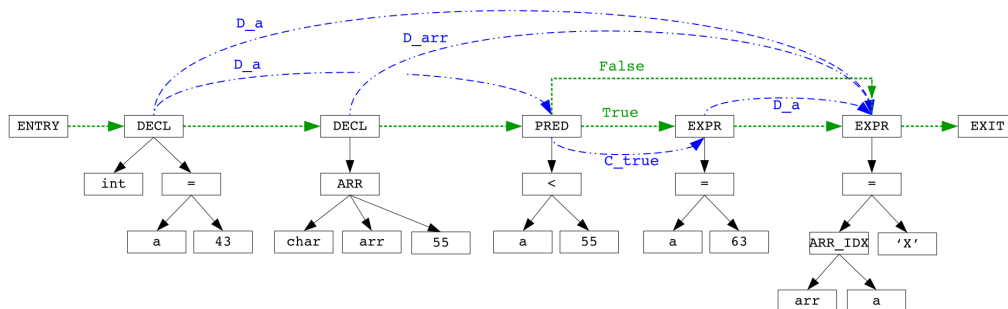 D_a
D_arr
D_a
False
True
D_a
ENTRY DECL DECL PRED EXPR EXPR EXIT
C_true
int = ARR < = =
a 43 char arr 55 a 55 a 63 ARR_IDX ‘X’
arr a